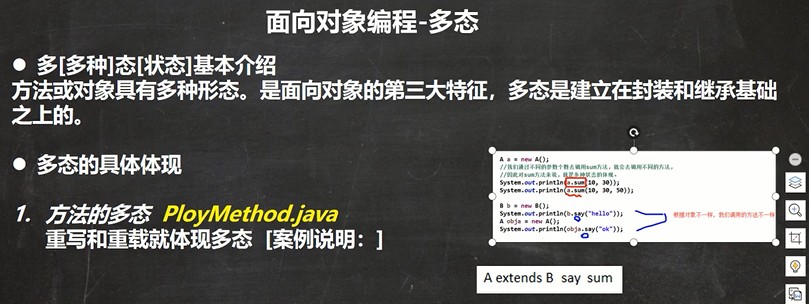 面向对象编程-多态
● 多[多种]态[状态]基本介绍
方法或对象具有多种形态。是面向对象的第三大特征，多态是建立在封装和继承基础
之上的。
● 多态的具体体现
1. 方法的多态 PloyMethod.java
重写和重载就体现多态 [案例说明：]
A a = new A();
//我们通过不同的参数个数去调用sum方法，就会去调用不同的方法，
//因此对sum方法来说，就是多种状态的体现。
System.out.println(a.sum(10, 30));
System.out.println(a.sum(10, 30, 50));
B b = new B();
System.out.println(b.say("hello"));
A obja = new A();
System.out.println(obja.say("ok"));
根据对象不一样，我们调用的方法不一样
A extends B say sum